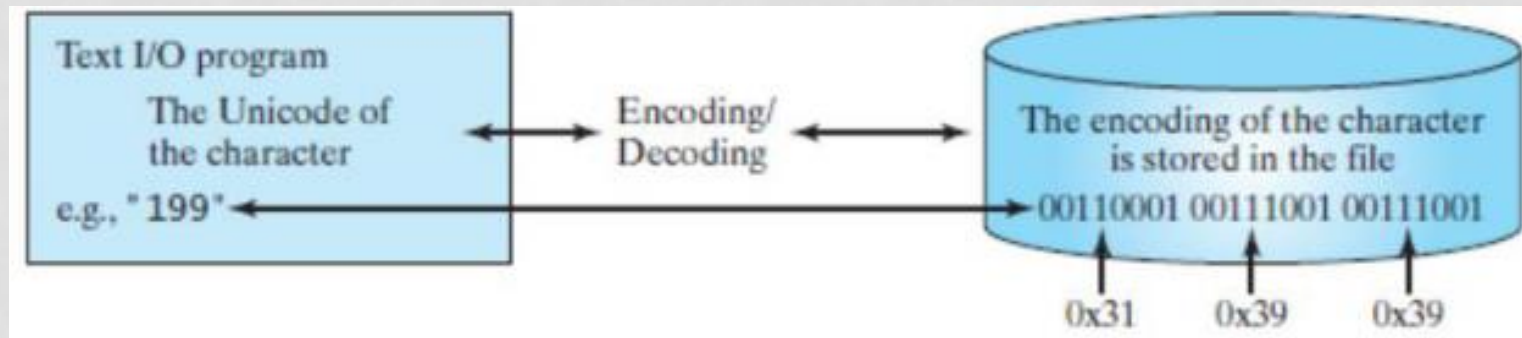 Text I/O program
The Unicode of
the character
e.g., "199"
Encoding/
Decoding
The encoding of the character
is stored in the file
00110001 00111001 00111001
0x31 0x39 0x39